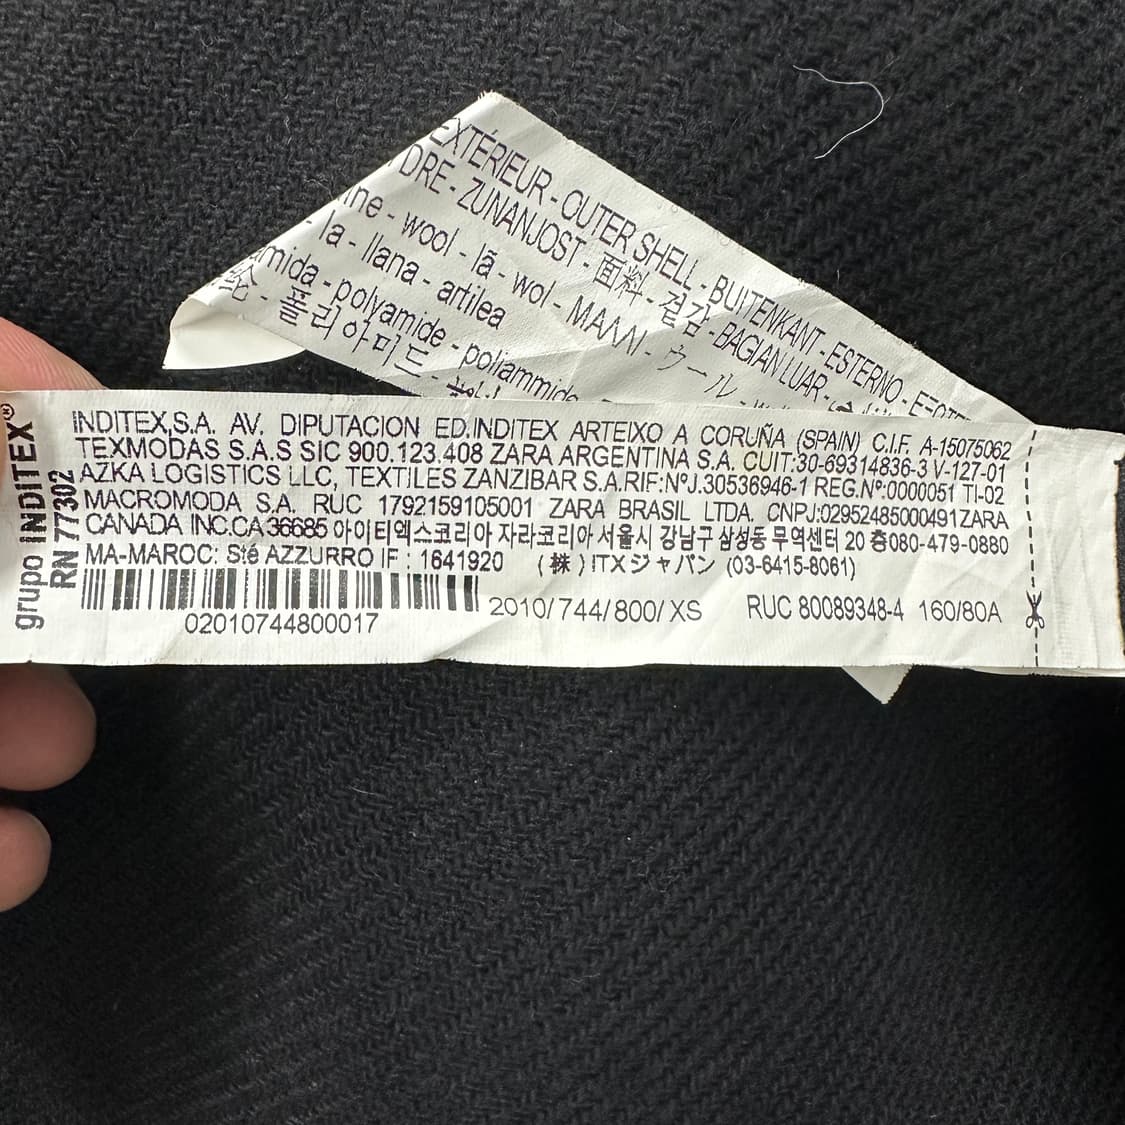 EXTÉRIEUR - OUTER SHELL - BUITENKANT - ESTERNO -
DRE - ZUNANJOST - 面料 - 겉감 - BAGIAN LUAR -
ine - wool - lã - wol - ΜΑΛΛΙ - ウール -
- la - llana - artilea
amida - polyamide - poliammide
- 폴리아미드 -
grupo INDITEX®
RN 77302
INDITEX,S.A. AV. DIPUTACION ED.INDITEX ARTEIXO A CORUÑA (SPAIN) C.I.F. A-15075062
TEXMODAS S.A.S SIC 900.123.408 ZARA ARGENTINA S.A. CUIT:30-69314836-3 V-127-01
AZKA LOGISTICS LLC, TEXTILES ZANZIBAR S.A.RIF:NºJ.30536946-1 REG.Nº:0000051 TI-02
MACROMODA S.A. RUC 1792159105001 ZARA BRASIL LTDA. CNPJ:02952485000491ZARA
CANADA INC.CA36685 아이티엑스코리아 자라코리아 서울시 강남구 삼성동 무역센터 20 층080-479-0880
MA-MAROC: Sté AZZURRO IF : 1641920 (株)ITXジャパン (03-6415-8061)
02010744800017 2010/744/800/ XS RUC 80089348-4 160/80A